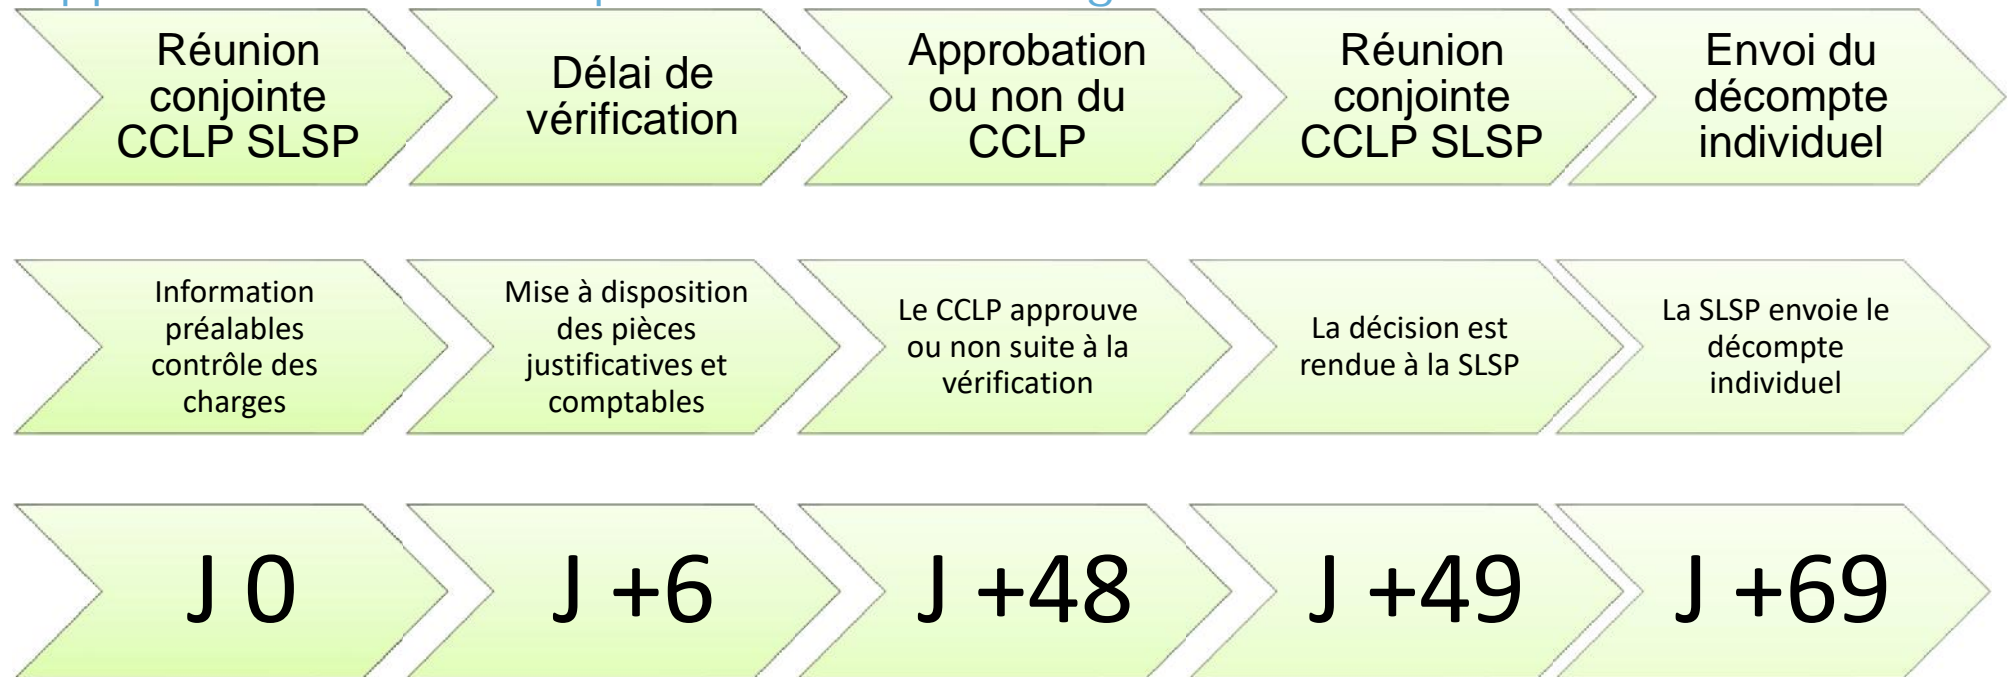 Réunion
conjointe
CCLP SLSP
Délai de
vérification
Approbation
ou non du
CCLP
Réunion
conjointe
CCLP SLSP
Envoi du
décompte
individuel
Information
préalables
contrôle des
charges
Mise à disposition
des pièces
justificatives et
comptables
Le CCLP approuve
ou non suite à la
vérification
La décision est
rendue à la SLSP
La SLSP envoie le
décompte
individuel
J 0
J +6
J +48
J +49
J +69